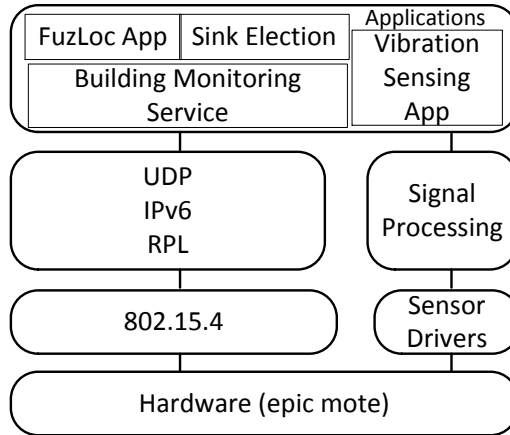 Applications
FuzLoc App
Sink Election
Building Monitoring
Service
Vibration
Sensing
App
UDP
IPv6
RPL
Signal
Processing
802.15.4
Sensor
Drivers
Hardware (epic mote)